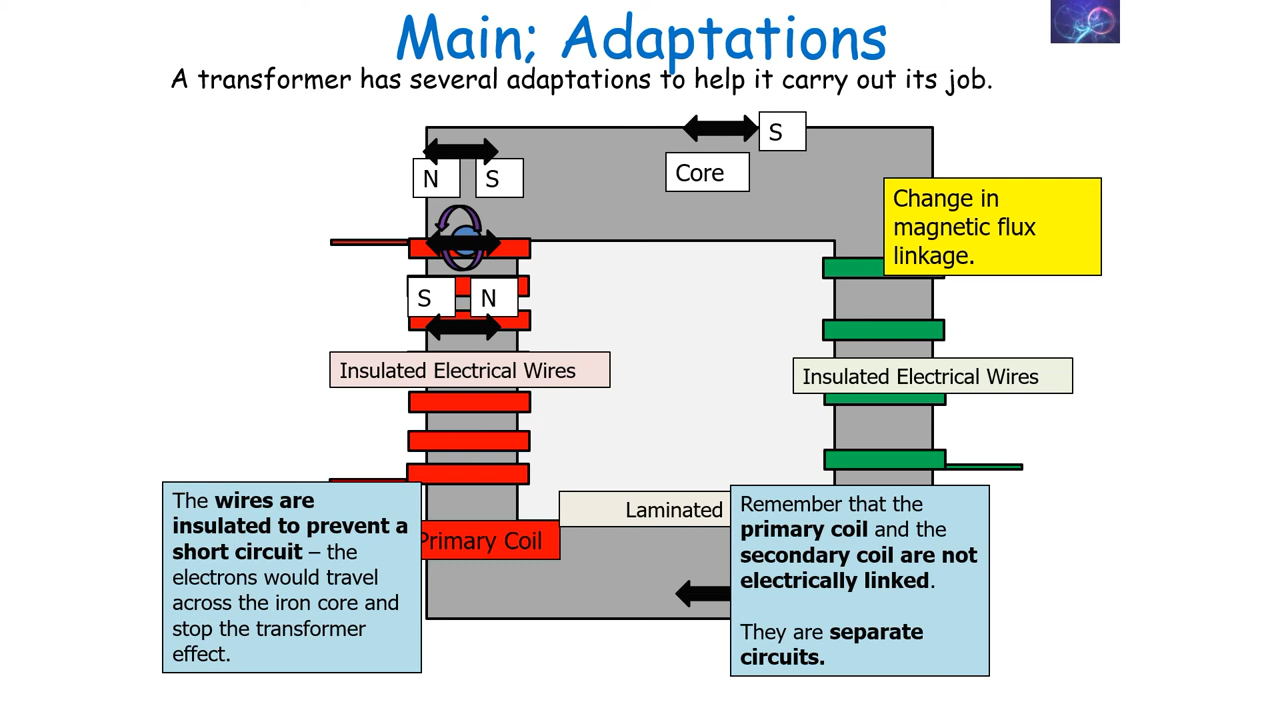 Main; Adaptations
A transformer has several adaptations to help it carry out its job.
S
N
S
Core
Change in
magnetic flux
linkage.
S
N
Insulated Electrical Wires
Insulated Electrical Wires
The wires are
insulated to prevent a
short circuit – the
electrons would travel
across the iron core and
stop the transformer
effect.
Primary Coil
Laminated
Remember that the
primary coil and the
secondary coil are not
electrically linked.
They are separate
circuits.